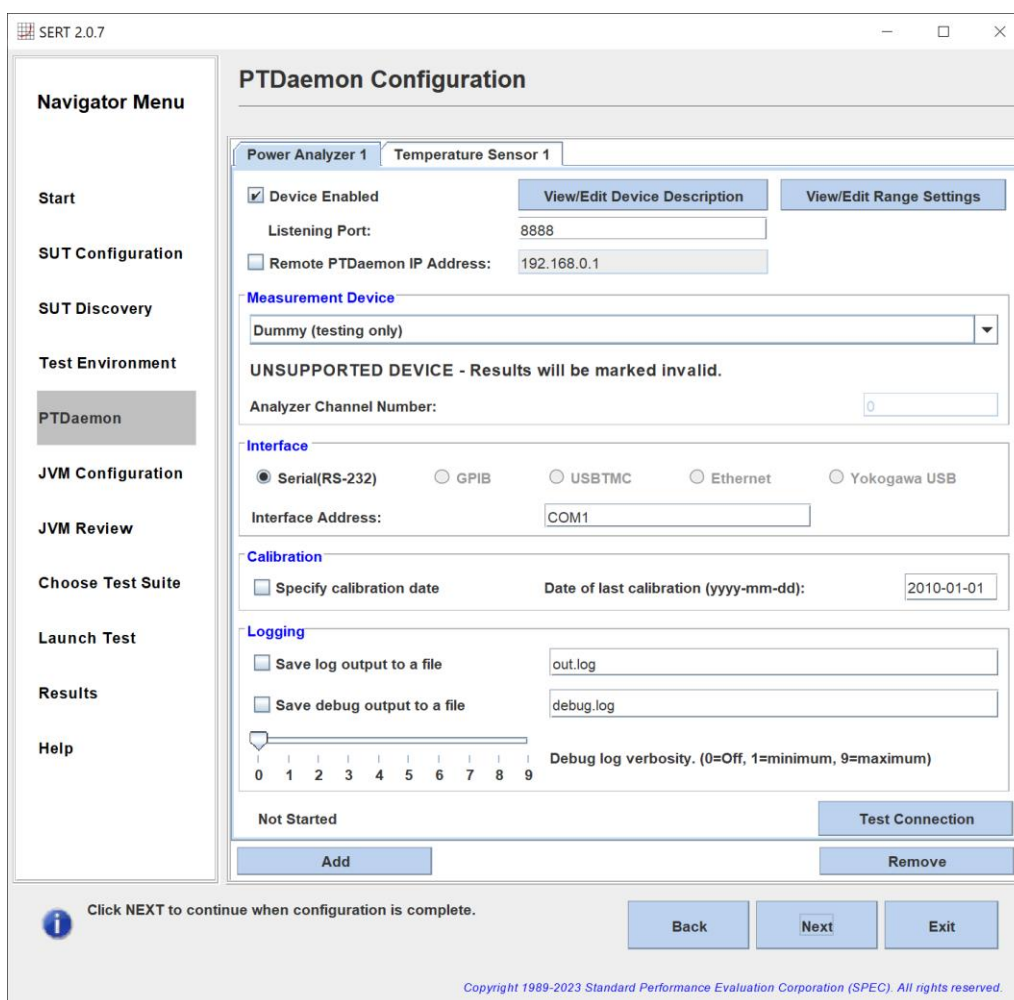 SERT 2.0.7
PTDaemon Configuration
Navigator Menu
Start
SUT Configuration
SUT Discovery
Test Environment
PTDaemon
JVM Configuration
JVM Review
Choose Test Suite
Launch Test
Results
Help
Power Analyzer 1 Temperature Sensor 1
Device Enabled View/Edit Device Description View/Edit Range Settings
Listening Port: 8888
Remote PTDaemon IP Address: 192.168.0.1
Measurement Device
Dummy (testing only)
UNSUPPORTED DEVICE - Results will be marked invalid.
Analyzer Channel Number: 0
Interface
Serial(RS-232) GPIB USBTMC Ethernet Yokogawa USB
Interface Address: COM1
Calibration
Specify calibration date Date of last calibration (yyyy-mm-dd): 2010-01-01
Logging
Save log output to a file out.log
Save debug output to a file debug.log
0 1 2 3 4 5 6 7 8 9 Debug log verbosity. (0=Off, 1=minimum, 9=maximum)
Not Started Test Connection
Add Remove
Click NEXT to continue when configuration is complete.
Back Next Exit
Copyright 1989-2023 Standard Performance Evaluation Corporation (SPEC). All rights reserved.